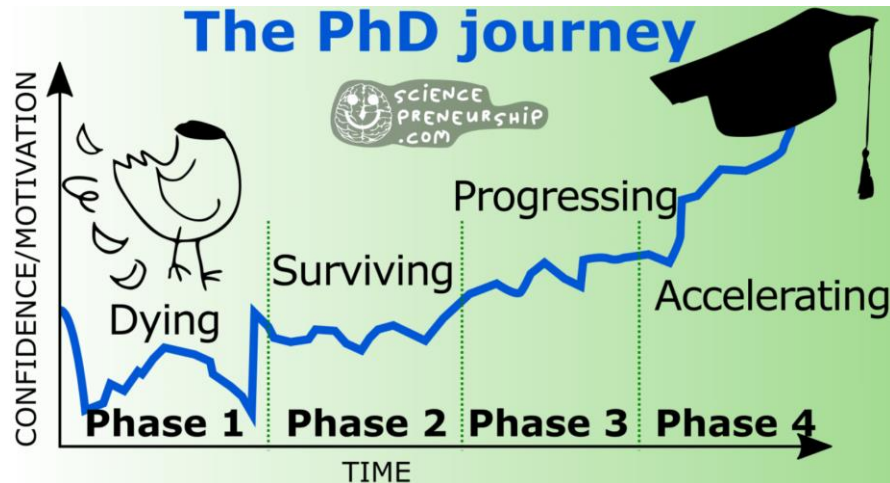 The PhD journey
SCIENCE
PRENEURSHIP
.COM
CONFIDENCE/MOTIVATION
Dying
Surviving
Progressing
Accelerating
Phase 1
Phase 2
Phase 3
Phase 4
TIME